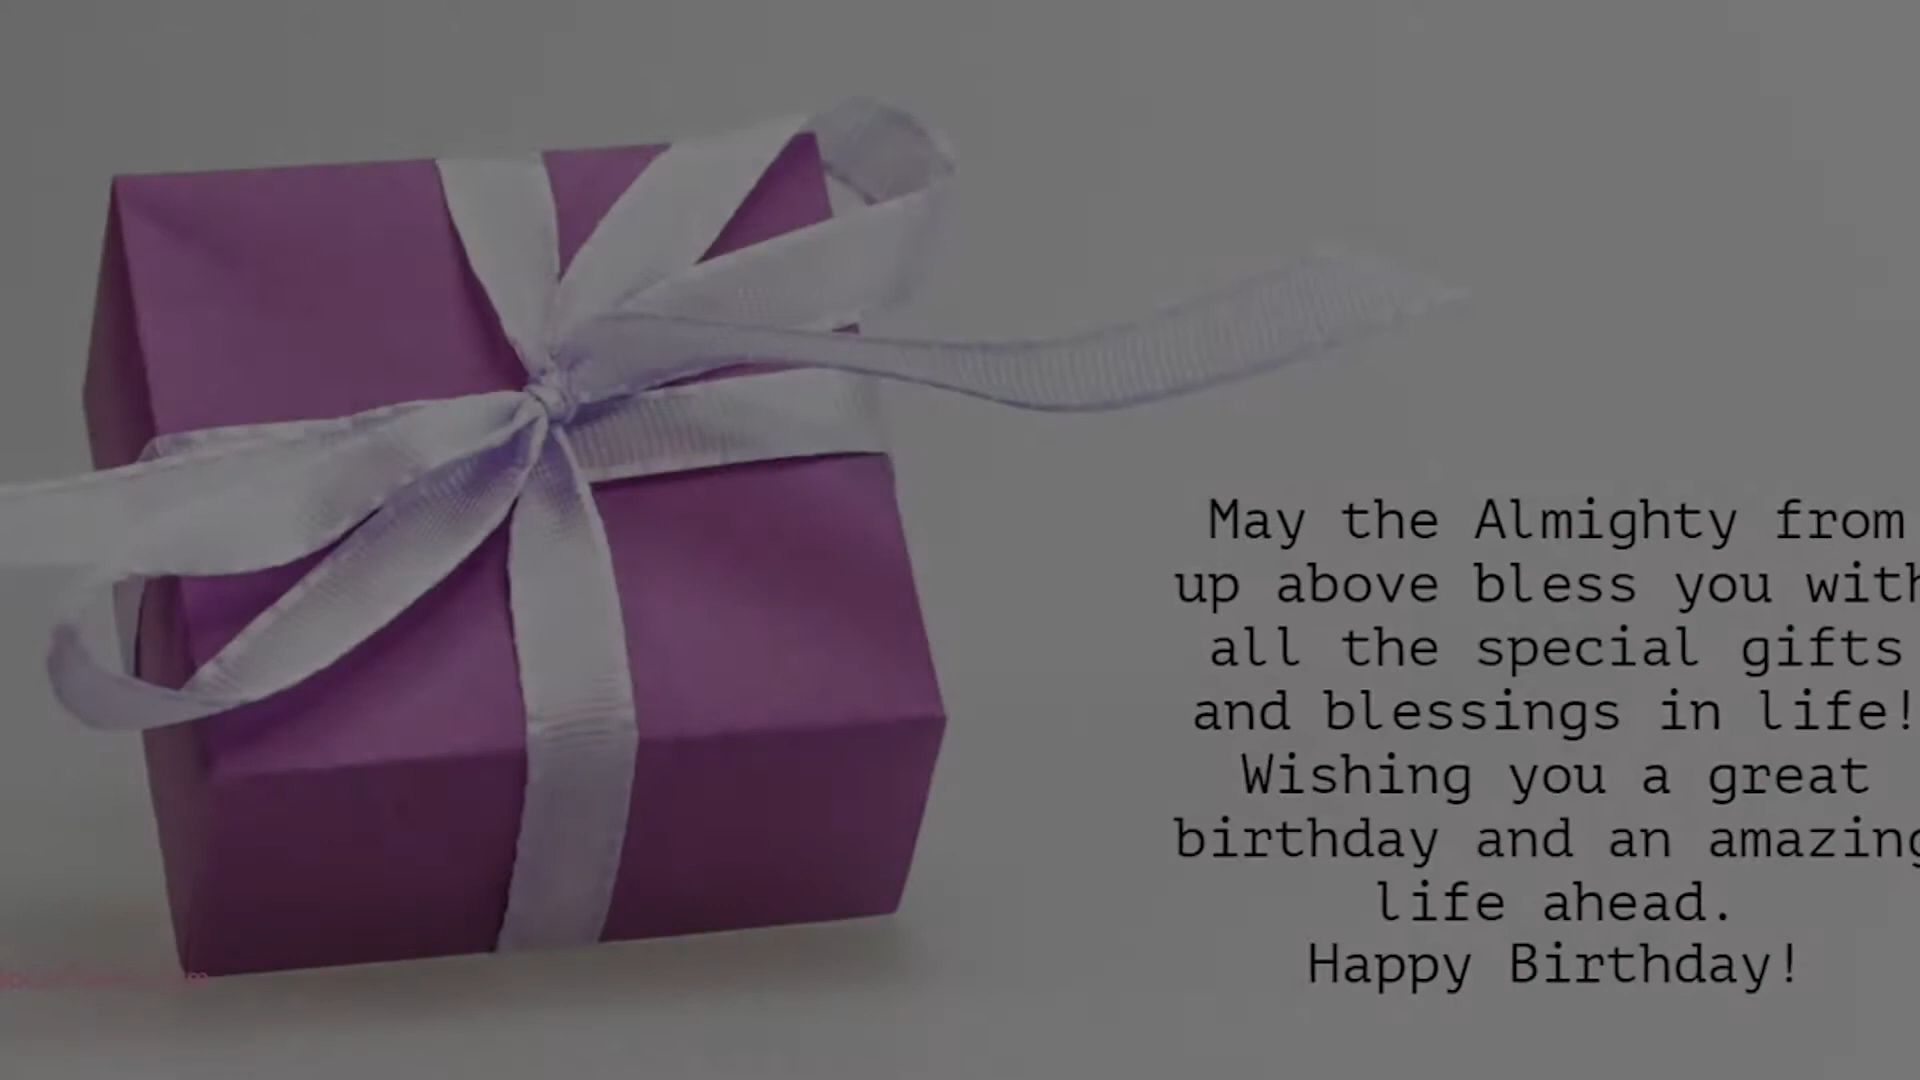 May the Almighty from
up above bless you with
all the special gifts
and blessings in life!
Wishing you a great
birthday and an amazing
life ahead.
Happy Birthday!